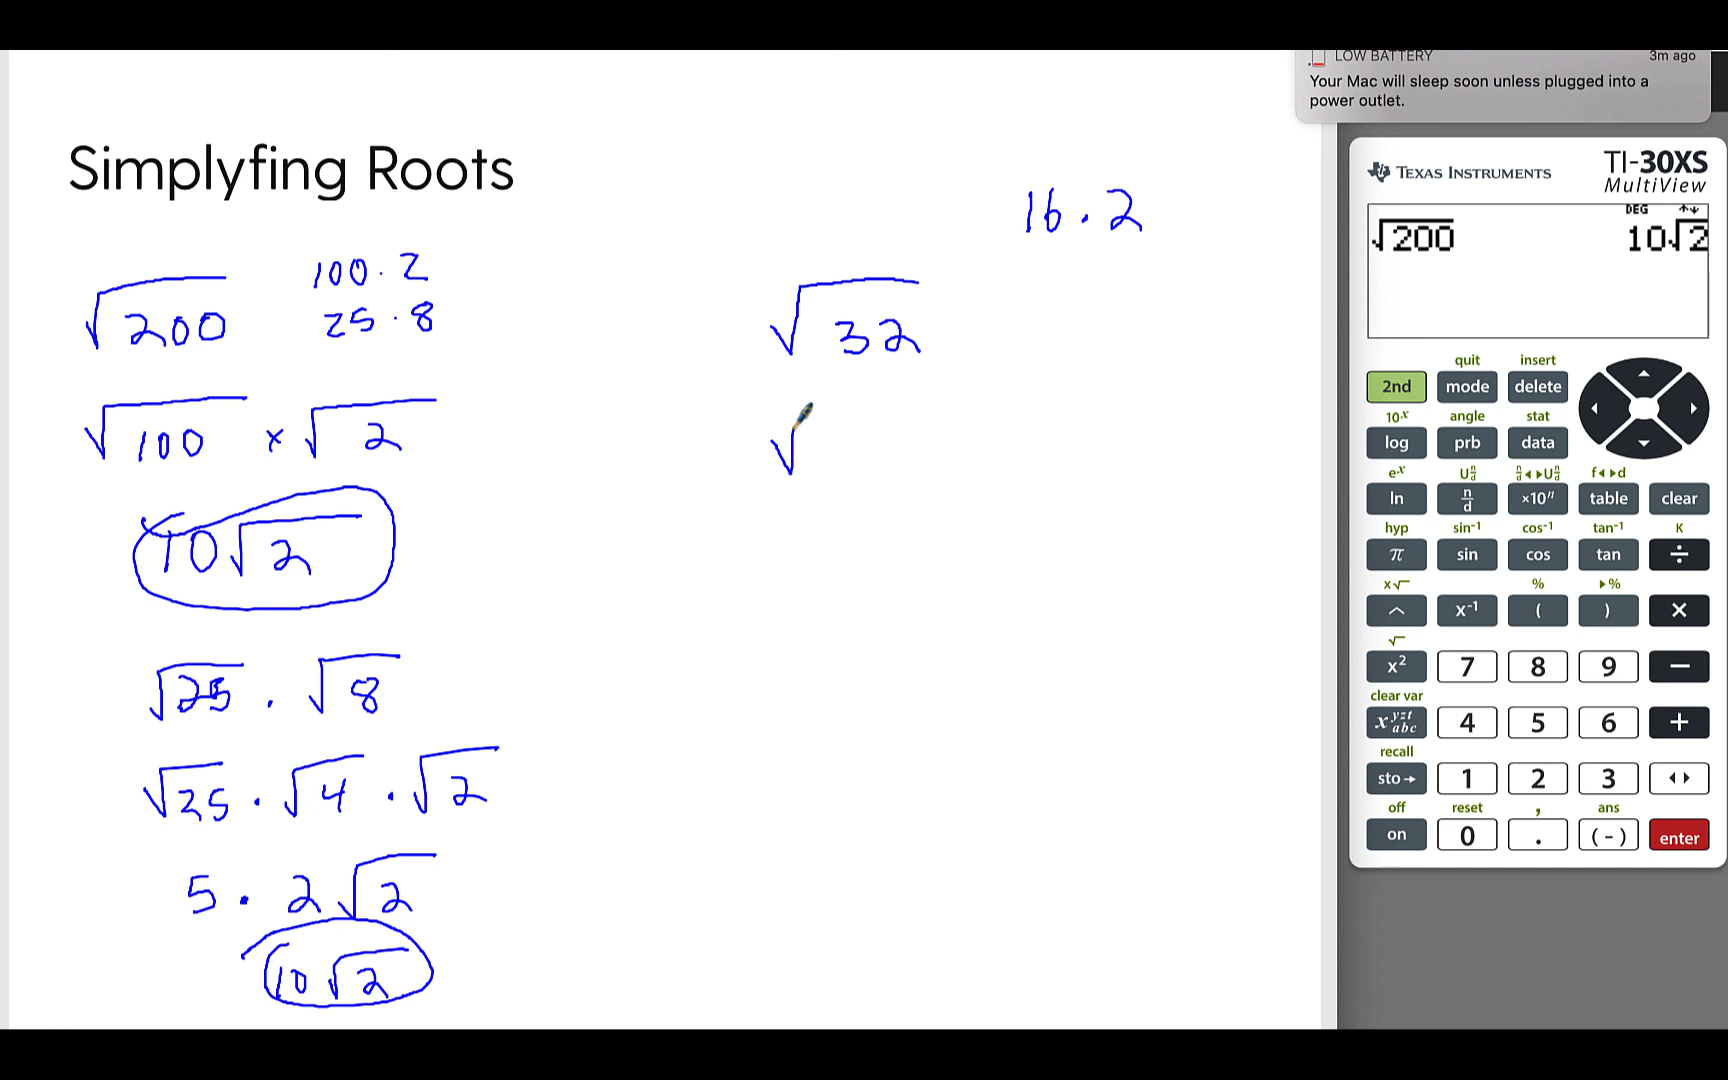 LOW BATTERY 3m ago
Your Mac will sleep soon unless plugged into a
power outlet.
Simplyfing Roots
√200
100 · 2
25 · 8
√100 × √2
10√2
√25 · √8
√25 · √4 · √2
5 · 2√2
10√2
16 · 2
√32
√
TEXAS INSTRUMENTS
TI-30XS
MultiView
DEG
√200 10√2
quit insert
2nd mode delete
10ˣ angle stat
log prb data
eˣ U n/d n/d ◂▸ U n/d f◂▸d
ln n/d ×10ⁿ table clear
hyp sin⁻¹ cos⁻¹ tan⁻¹ K
π sin cos tan ÷
x√ % ▸%
^ x⁻¹ ( ) ×
√
x² 7 8 9 −
clear var
x yzt abc 4 5 6 +
recall
sto→ 1 2 3 ◂▸
off reset , ans
on 0 . (-) enter